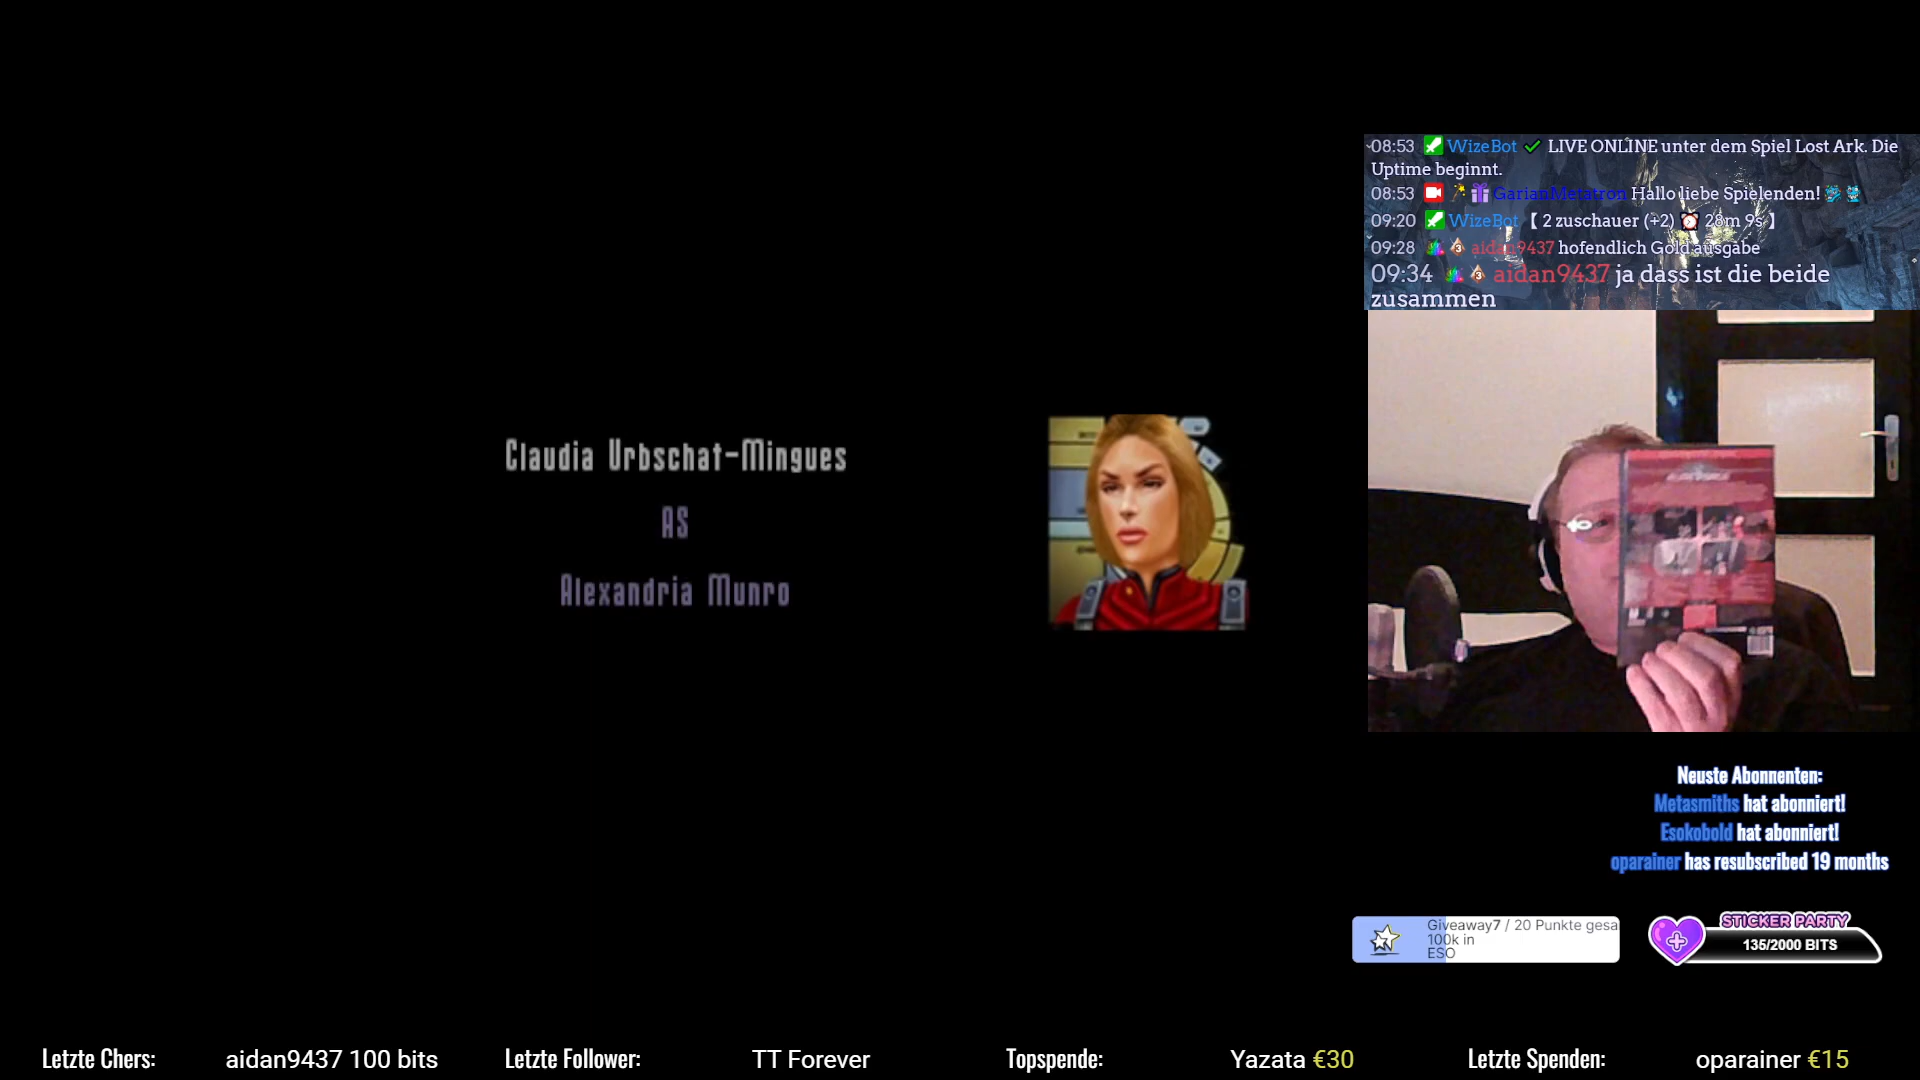 Claudia Urbschat-Mingues
AS
Alexandria Munro
08:53 WizeBot LIVE ONLINE unter dem Spiel Lost Ark. Die
Uptime beginnt.
08:53 GarianMetatron Hallo liebe Spielenden!
09:20 WizeBot 【 2 zuschauer (+2) 28m 9s 】
09:28 aidan9437 hofendlich Gold ausgabe
09:34 aidan9437 ja dass ist die beide
zusammen
Neuste Abonnenten:
Metasmiths hat abonniert!
Esokobold hat abonniert!
oparainer has resubscribed 19 months
Giveaway7 / 20 Punkte gesa
100k in
ESO
STICKER PARTY
135/2000 BITS
Letzte Chers: aidan9437 100 bits Letzte Follower: TT Forever Topspende: Yazata €30 Letzte Spenden: oparainer €15